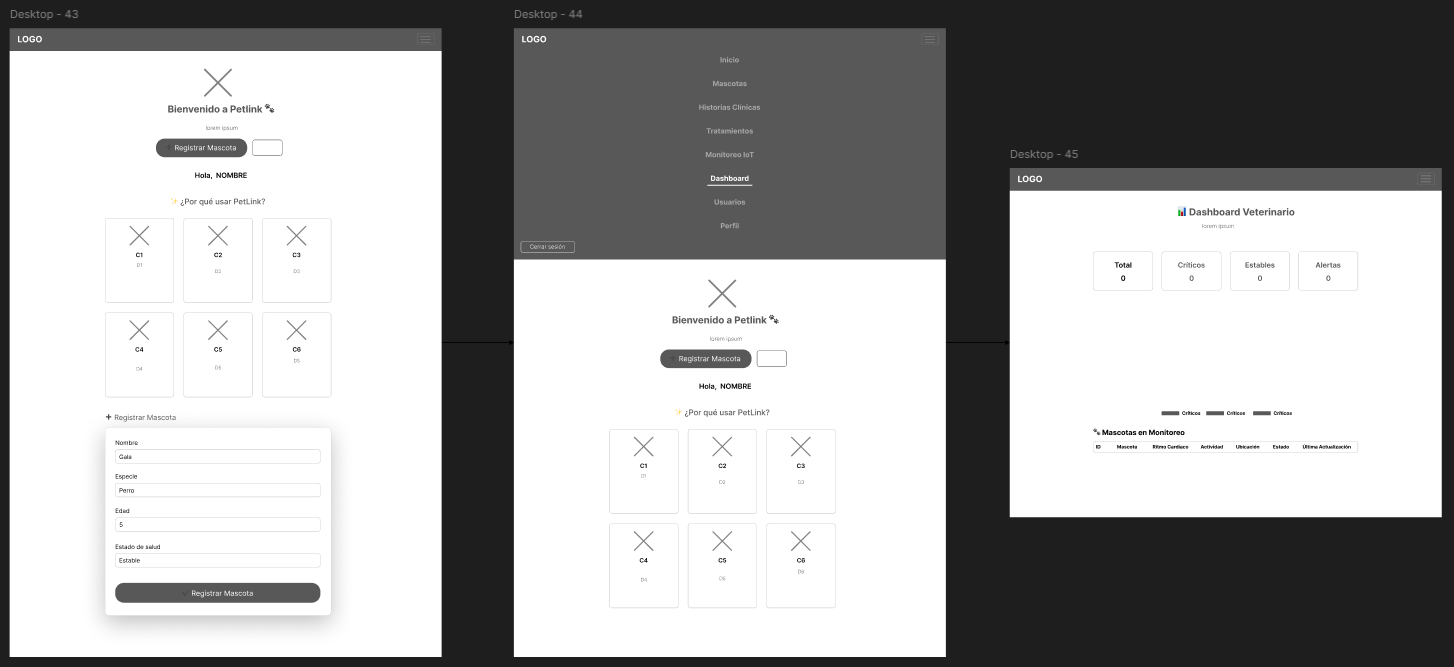 Desktop - 43
LOGO
Bienvenido a Petlink 🐾
lorem ipsum
Registrar Mascota
Hola, NOMBRE
✨ ¿Por qué usar PetLink?
C1 C2 C3
D1 D2 D3
C4 C5 C6
D4 D5 D5
+ Registrar Mascota
Nombre
Gala
Especie
Perro
Edad
5
Estado de salud
Estable
Registrar Mascota
Desktop - 44
LOGO
Inicio
Mascotas
Historias Clínicas
Tratamientos
Monitoreo IoT
Dashboard
Usuarios
Perfil
Cerrar sesión
Bienvenido a Petlink 🐾
lorem ipsum
Registrar Mascota
Hola, NOMBRE
✨ ¿Por qué usar PetLink?
C1 C2 C3
D1 D2 D3
C4 C5 C6
D4 D5 D6
Desktop - 45
LOGO
📊 Dashboard Veterinario
lorem ipsum
Total Críticos Estables Alertas
0 0 0 0
Críticos Críticos Críticos
🐾 Mascotas en Monitoreo
ID Mascota Ritmo Cardiaco Actividad Ubicación Estado Última Actualización